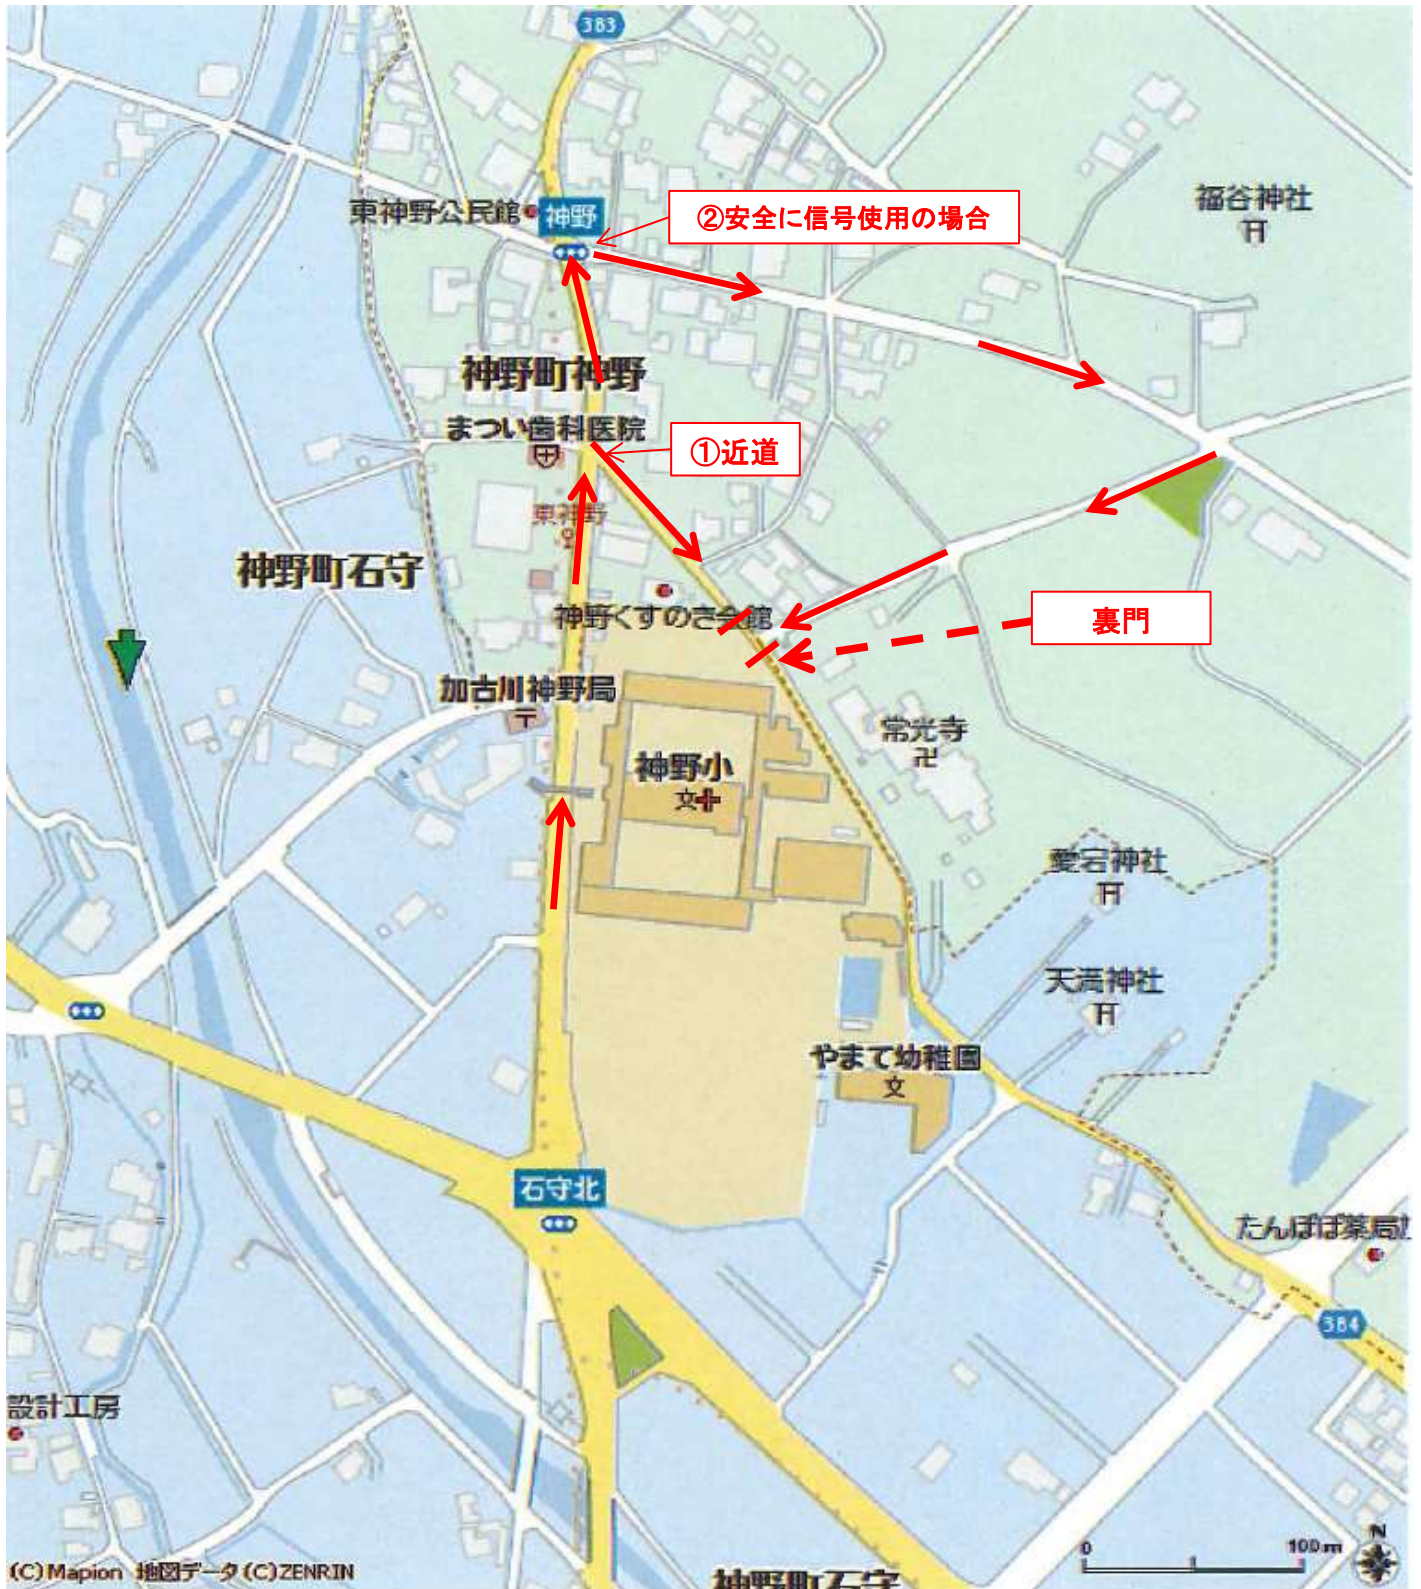 383
福谷神社
東神野公民館
神野
②安全に信号使用の場合
神野町神野
まつい歯科医院
①近道
東神野
神野町石守
神野くすのき会館
裏門
加古川神野局
常光寺
神野小
文
愛宕神社
天満神社
やまて幼稚園
文
石守北
たんぽぽ薬局
384
設計工房
0
100m
N
(C)Mapion 地図データ(C)ZENRIN
神野町石守